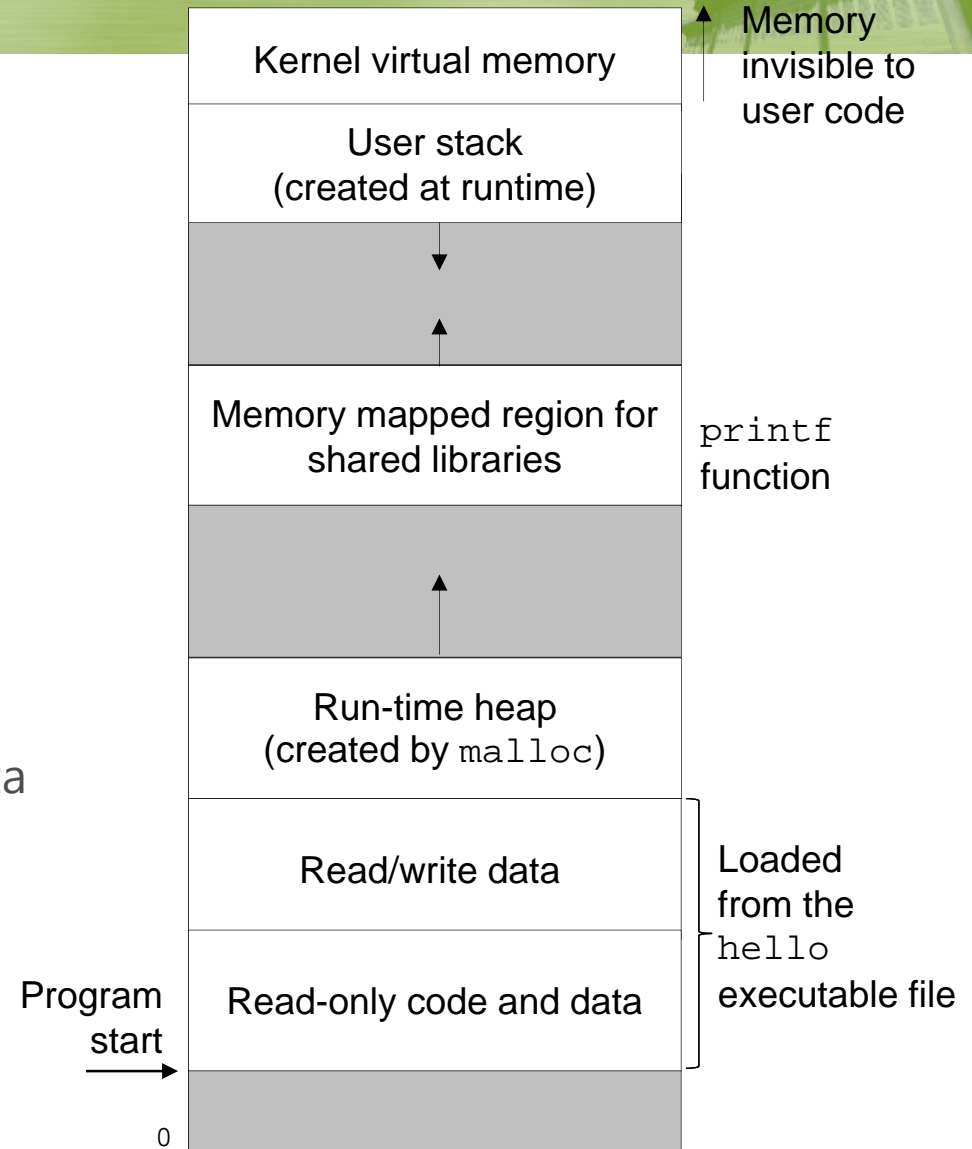 Kernel virtual memory
Memory
invisible to
user code
User stack
(created at runtime)
Memory mapped region for
shared libraries
printf
function
Run-time heap
(created by malloc)
Read/write data
Loaded
from the
hello
executable file
Read-only code and data
Program
start
0